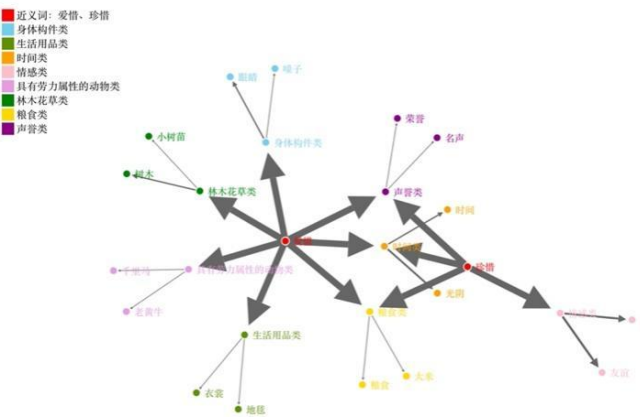 近义词：爱惜、珍惜
身体构件类
生活用品类
时间类
情感类
具有劳力属性的动物类
林木花草类
粮食类
声誉类
眼睛
嗓子
身体构件类
荣誉
名声
声誉类
小树苗
树木
林木花草类
时间
珍惜
光阴
具有劳力属性的动物类
千里马
老黄牛
粮食类
粮食
大米
生活用品类
衣裳
地毯
友谊